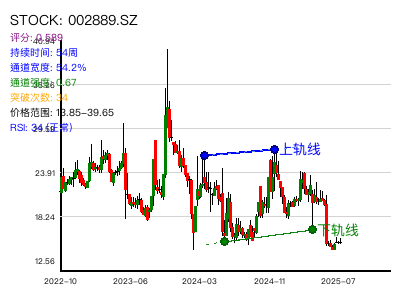 STOCK: 002889.SZ
评分: 0.589
40.94
持续时间: 54周
通道宽度: 54.2%
通道强度: 0.67
突破次数: 34
价格范围: 13.85-39.65
RSI: 34 (正常)
上轨线
23.91
18.24
下轨线
12.56
2022-10
2023-06
2024-03
2024-11
2025-07